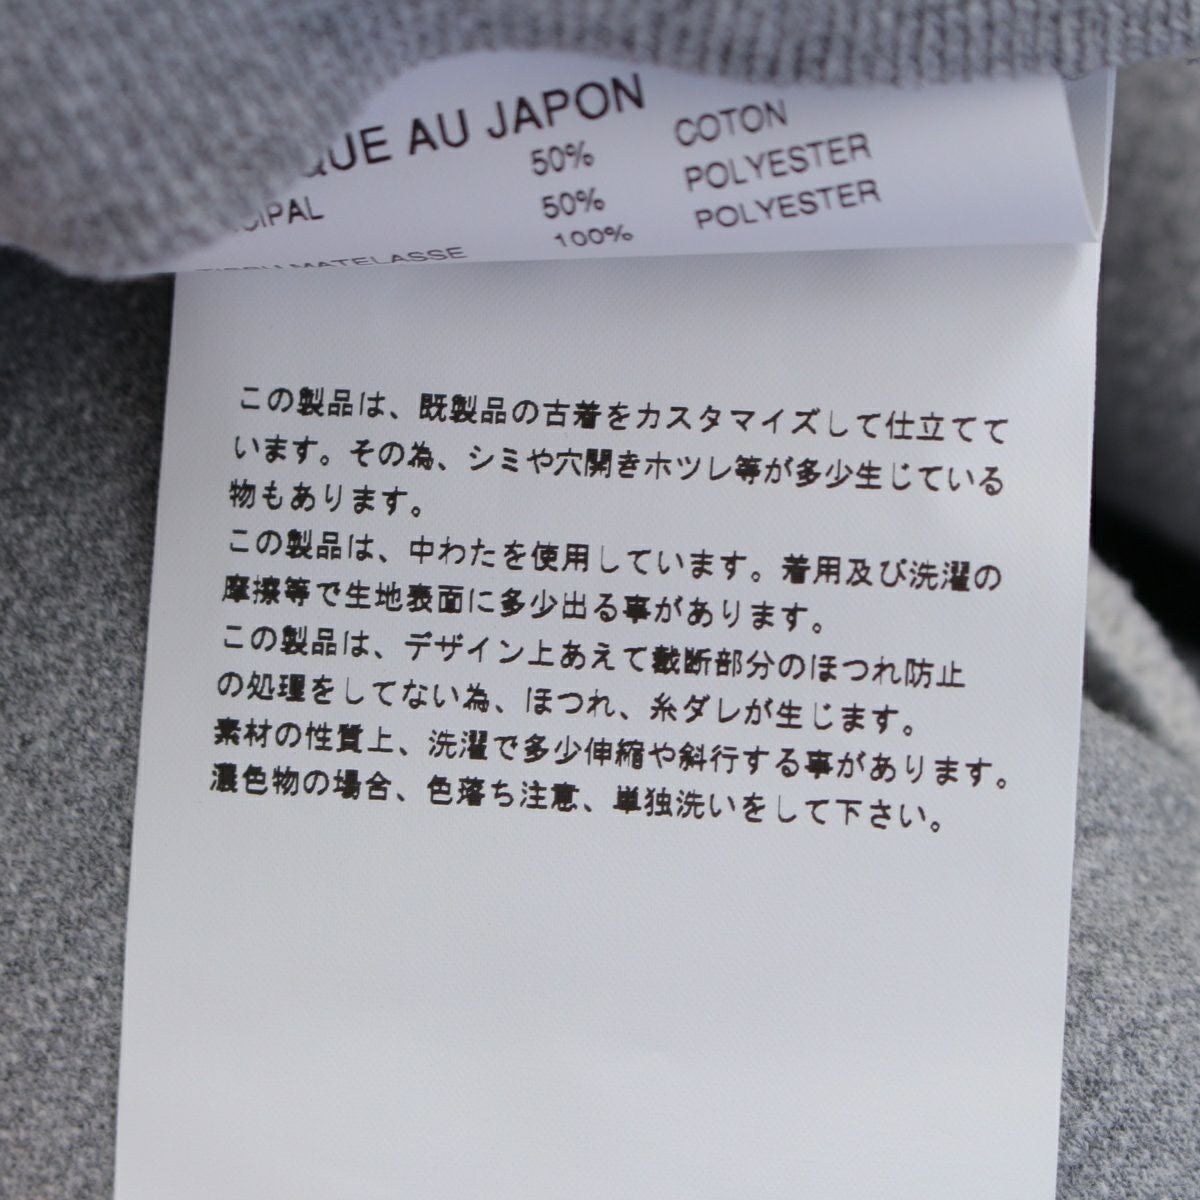 QUE AU JAPON
CIPAL 50% COTON
50% POLYESTER
TISSU MATELASSE 100% POLYESTER
この製品は、既製品の古着をカスタマイズして仕立てて
います。その為、シミや穴開きホツレ等が多少生じている
物もあります。
この製品は、中わたを使用しています。着用及び洗濯の
摩擦等で生地表面に多少出る事があります。
この製品は、デザイン上あえて裁断部分のほつれ防止
の処理をしてない為、ほつれ、糸ダレが生じます。
素材の性質上、洗濯で多少伸縮や斜行する事があります。
濃色物の場合、色落ち注意、単独洗いをして下さい。